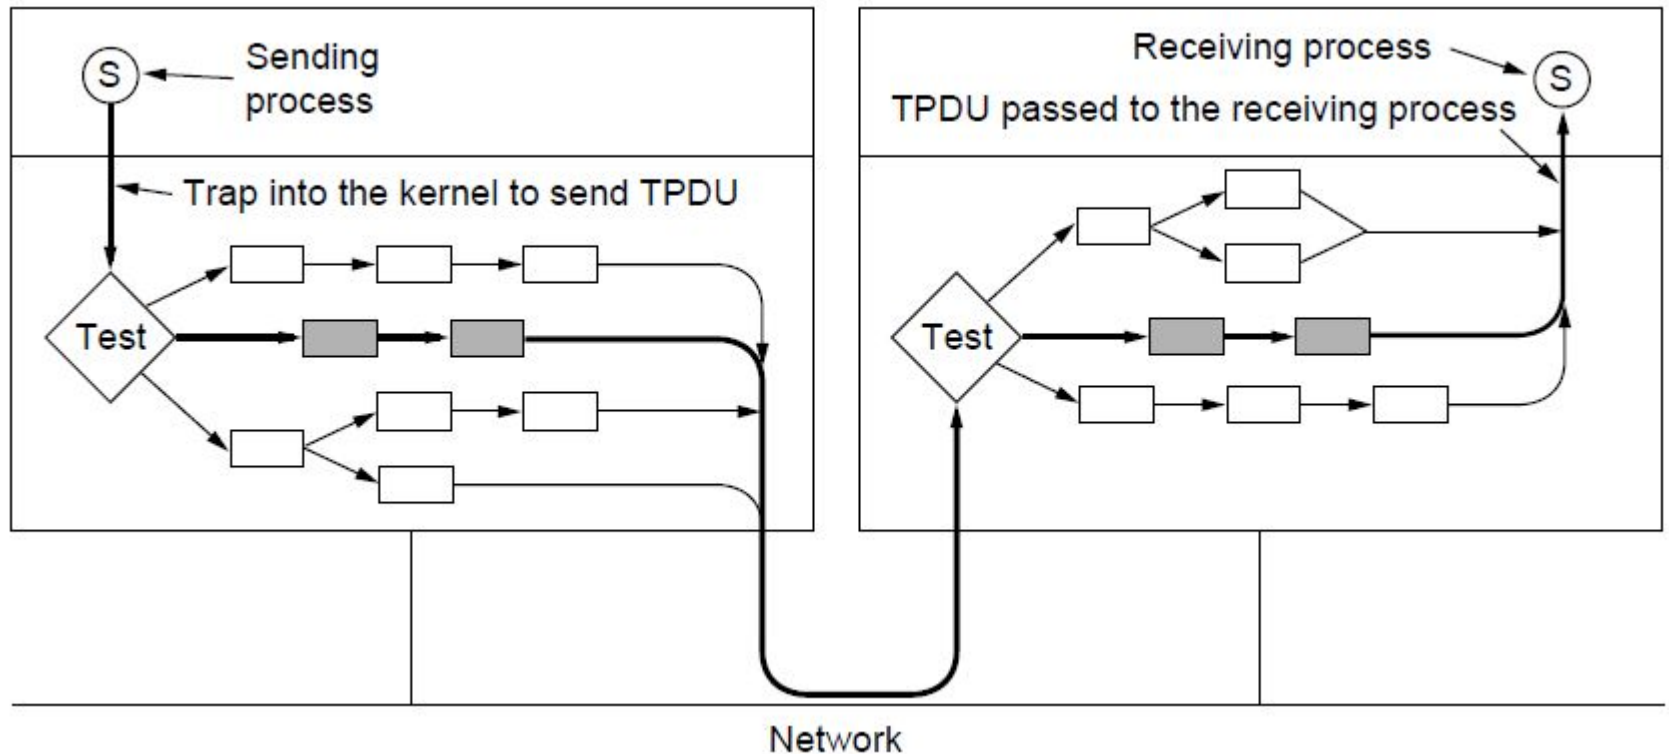 S
Sending
process
Trap into the kernel to send TPDU
Test
Receiving process
S
TPDU passed to the receiving process
Test
Network